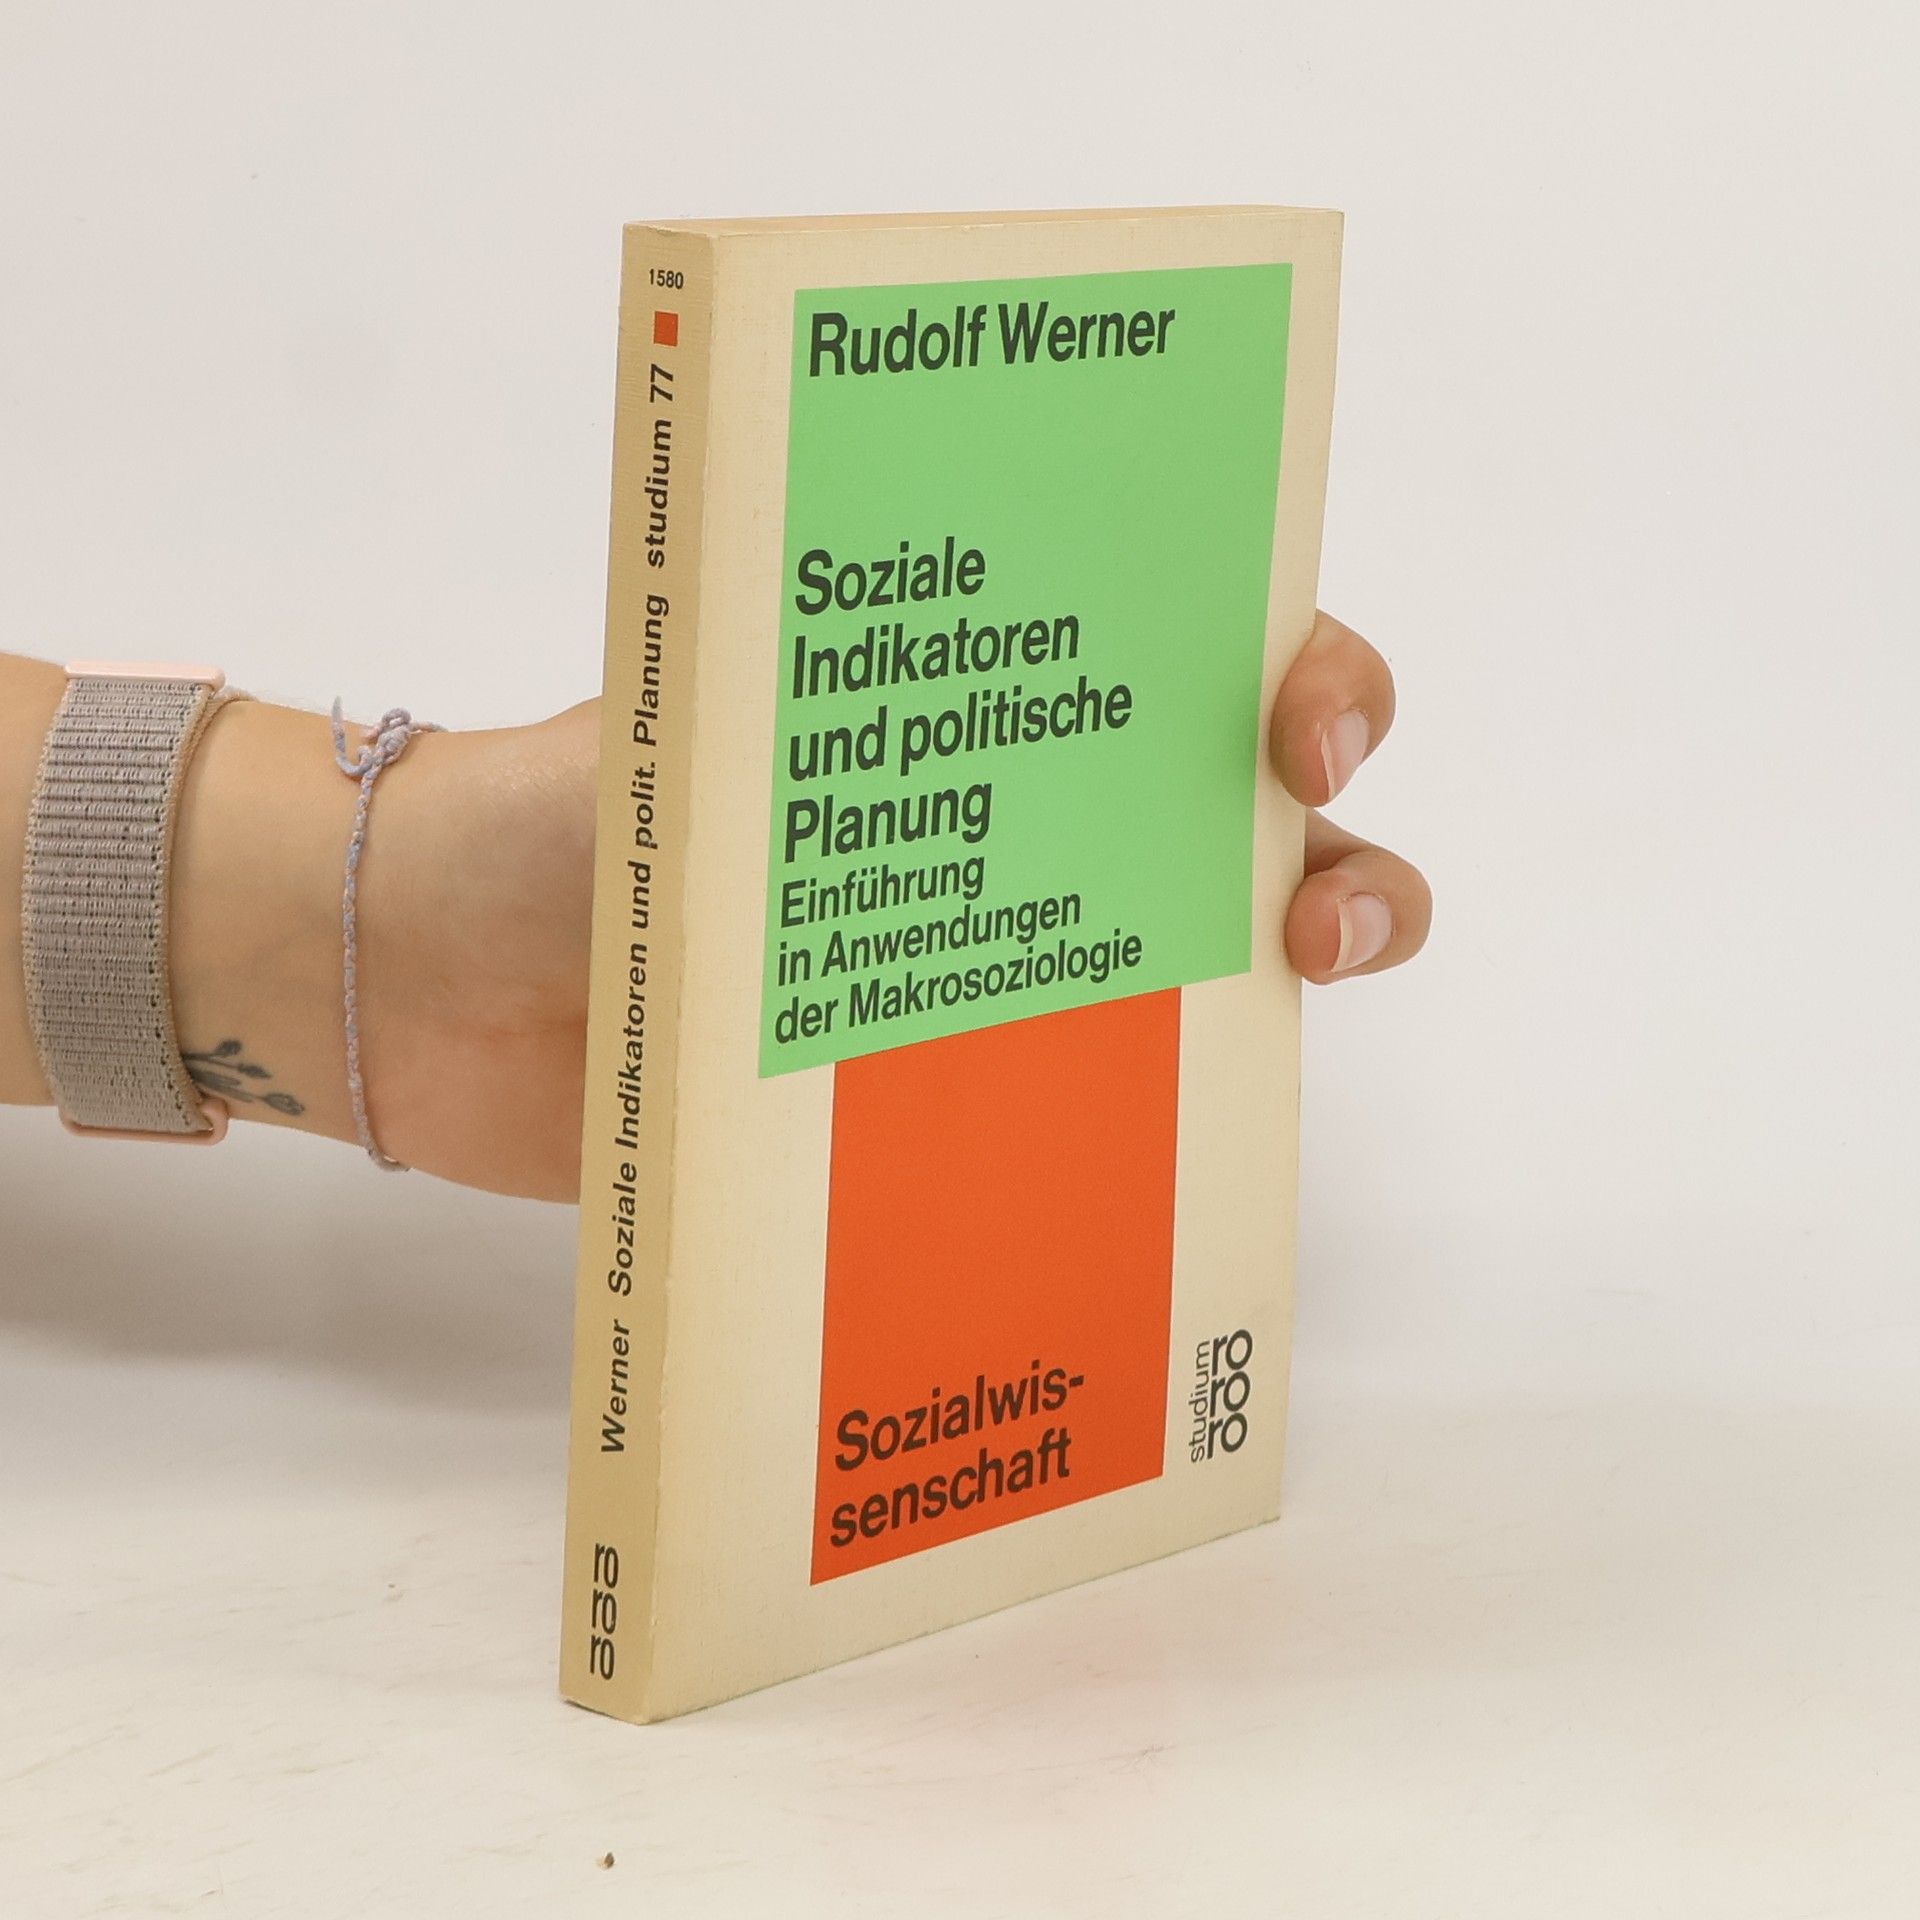 1580
Werner Soziale Indikatoren und polit. Planung studium 77
ro
ro
ro
Rudolf Werner
Soziale
Indikatoren
und politische
Planung
Einführung
in Anwendungen
der Makrosoziologie
Sozialwis-
senschaft
studium
ro
ro
ro